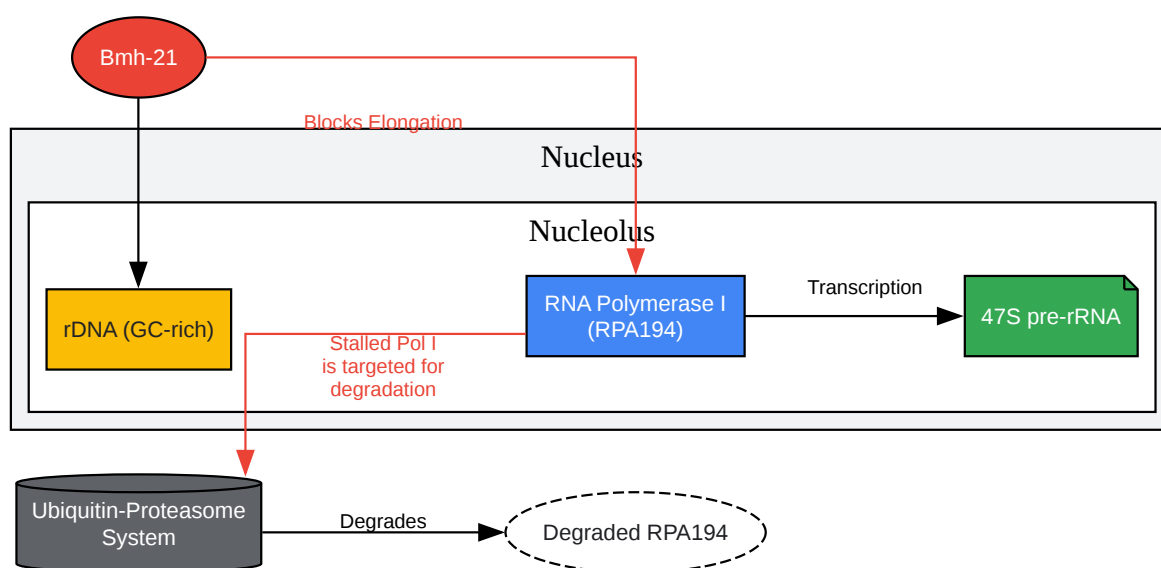 Bmh-21
Blocks Elongation
Nucleus
Nucleolus
rDNA (GC-rich)
RNA Polymerase I
(RPA194)
Transcription
47S pre-rRNA
Stalled Pol I
is targeted for
degradation
Ubiquitin-Proteasome
System
Degrades
Degraded RPA194